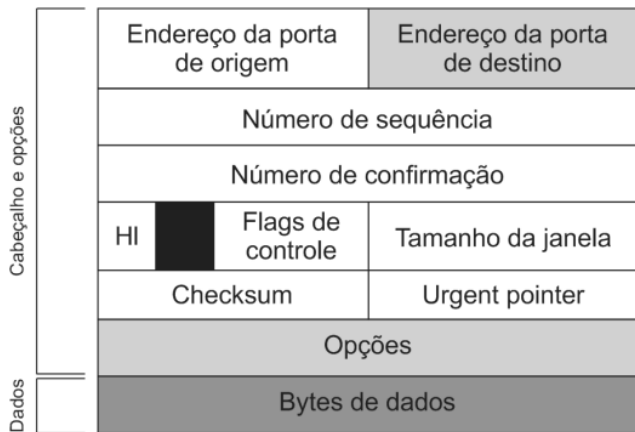 Endereço da porta
de origem
Endereço da porta
de destino
Número de sequência
Número de confirmação
HI
Flags de
controle
Tamanho da janela
Checksum
Urgent pointer
Opções
Bytes de dados
Cabeçalho e opções
Dados